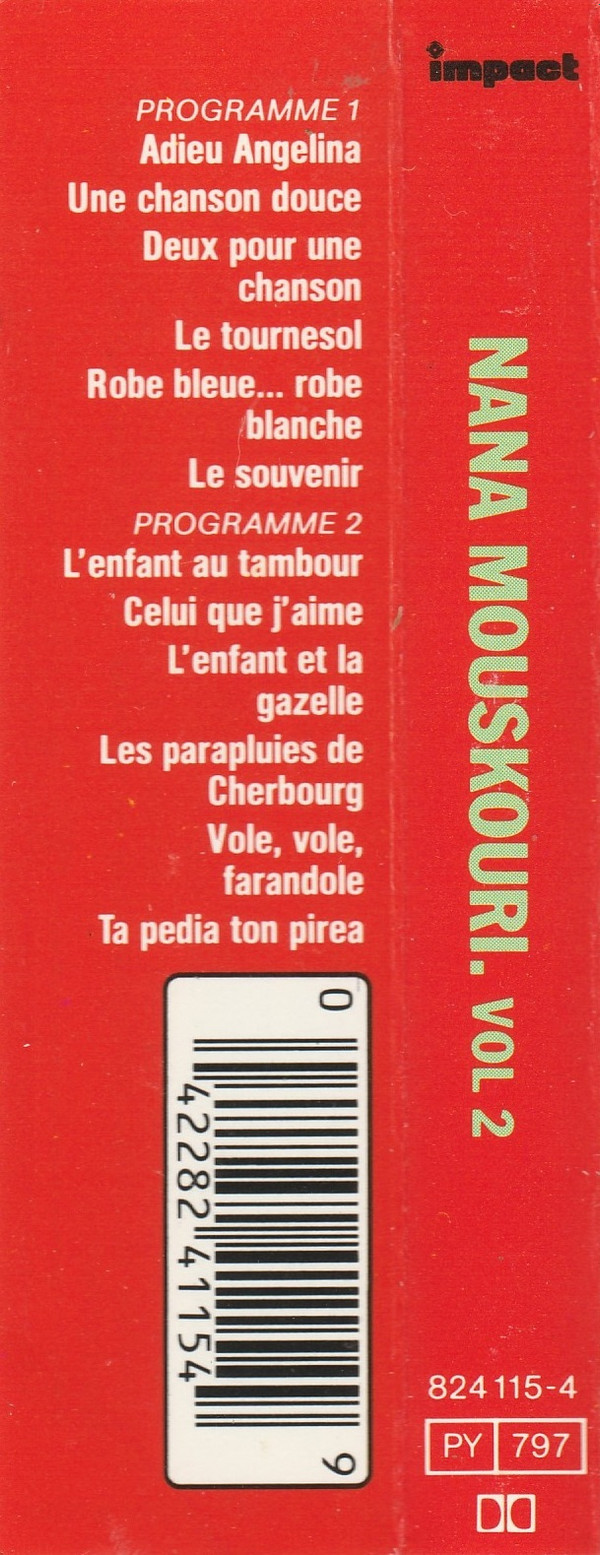 PROGRAMME 1
Adieu Angelina
Une chanson douce
Deux pour une
chanson
Le tournesol
Robe bleue... robe
blanche
Le souvenir
PROGRAMME 2
L'enfant au tambour
Celui que j'aime
L'enfant et la
gazelle
Les parapluies de
Cherbourg
Vole, vole,
farandole
Ta pedia ton pirea
0 42282 41154 9
impact
NANA MOUSKOURI. VOL 2
824 115-4
PY 797